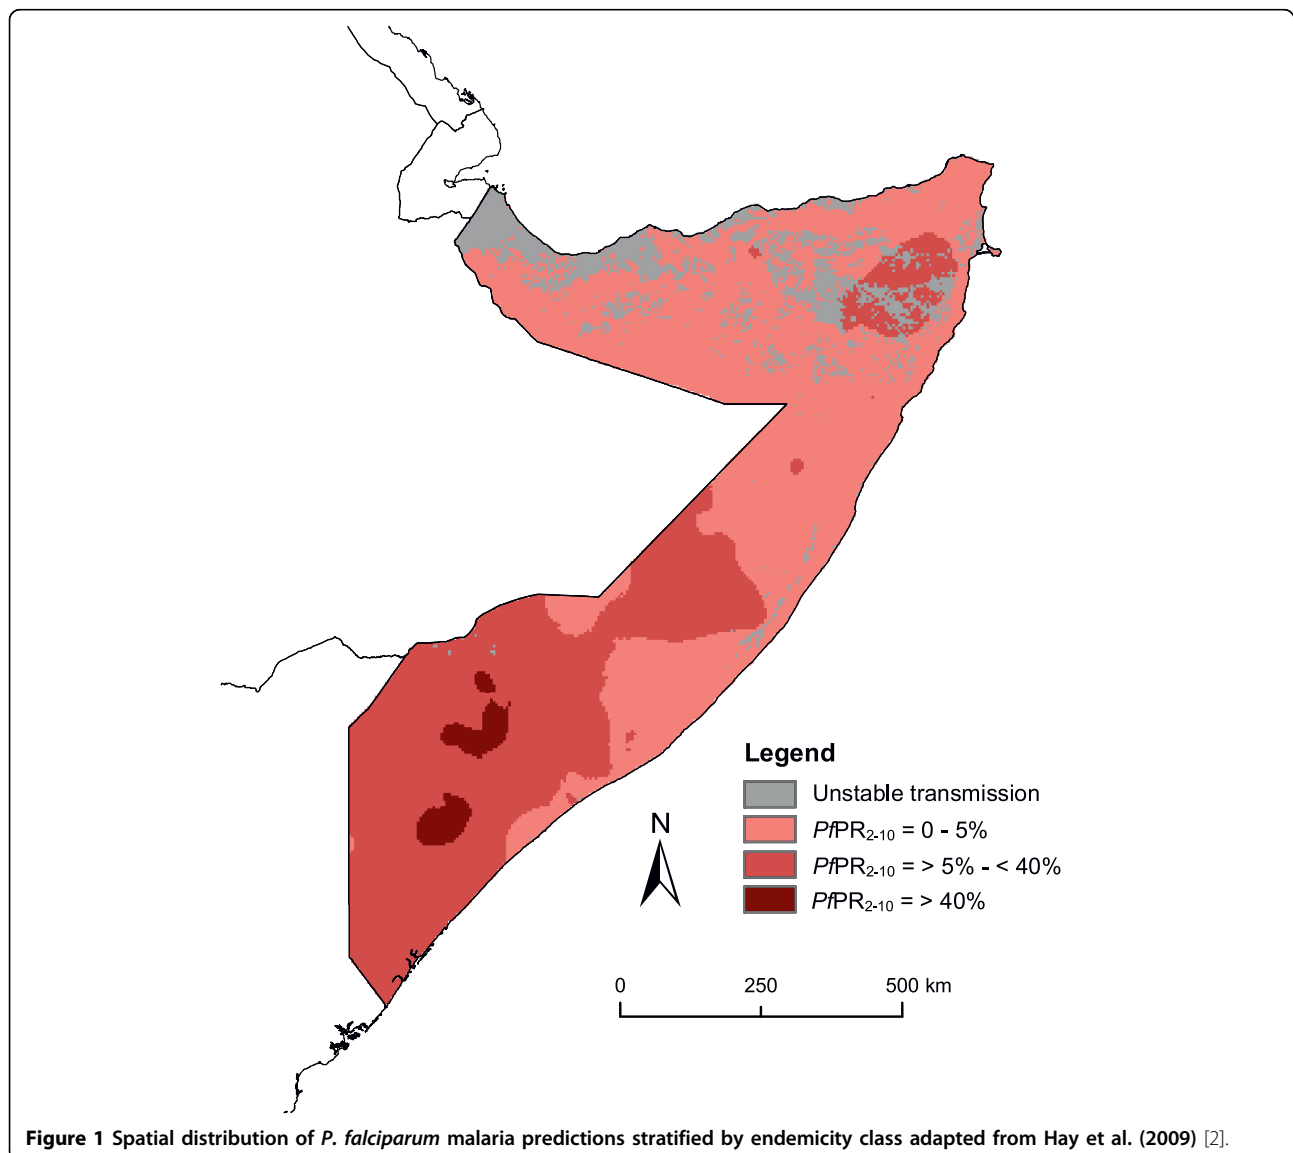 Legend
Unstable transmission
PfPR2-10 = 0 - 5%
PfPR2-10 = > 5% - < 40%
PfPR2-10 = > 40%
N
0 250 500 km
Figure 1 Spatial distribution of P. falciparum malaria predictions stratified by endemicity class adapted from Hay et al. (2009) [2].